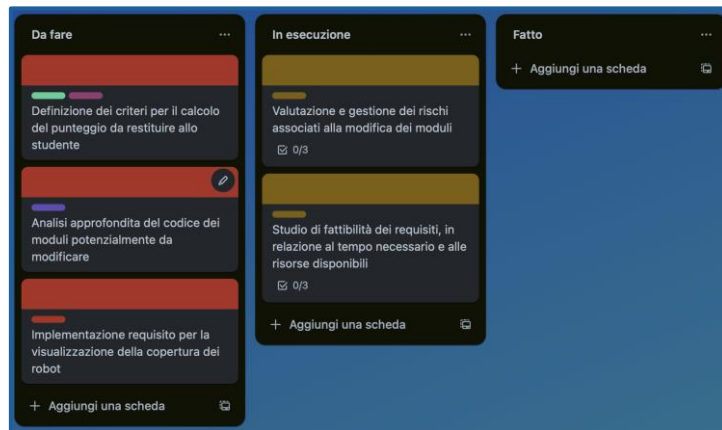 Da fare
Definizione dei criteri per il calcolo
del punteggio da restituire allo
studente
Analisi approfondita del codice dei
moduli potenzialmente da
modificare
Implementazione requisito per la
visualizzazione della copertura dei
robot
+ Aggiungi una scheda
In esecuzione
Valutazione e gestione dei rischi
associati alla modifica dei moduli
0/3
Studio di fattibilità dei requisiti, in
relazione al tempo necessario e alle
risorse disponibili
0/3
+ Aggiungi una scheda
Fatto
+ Aggiungi una scheda